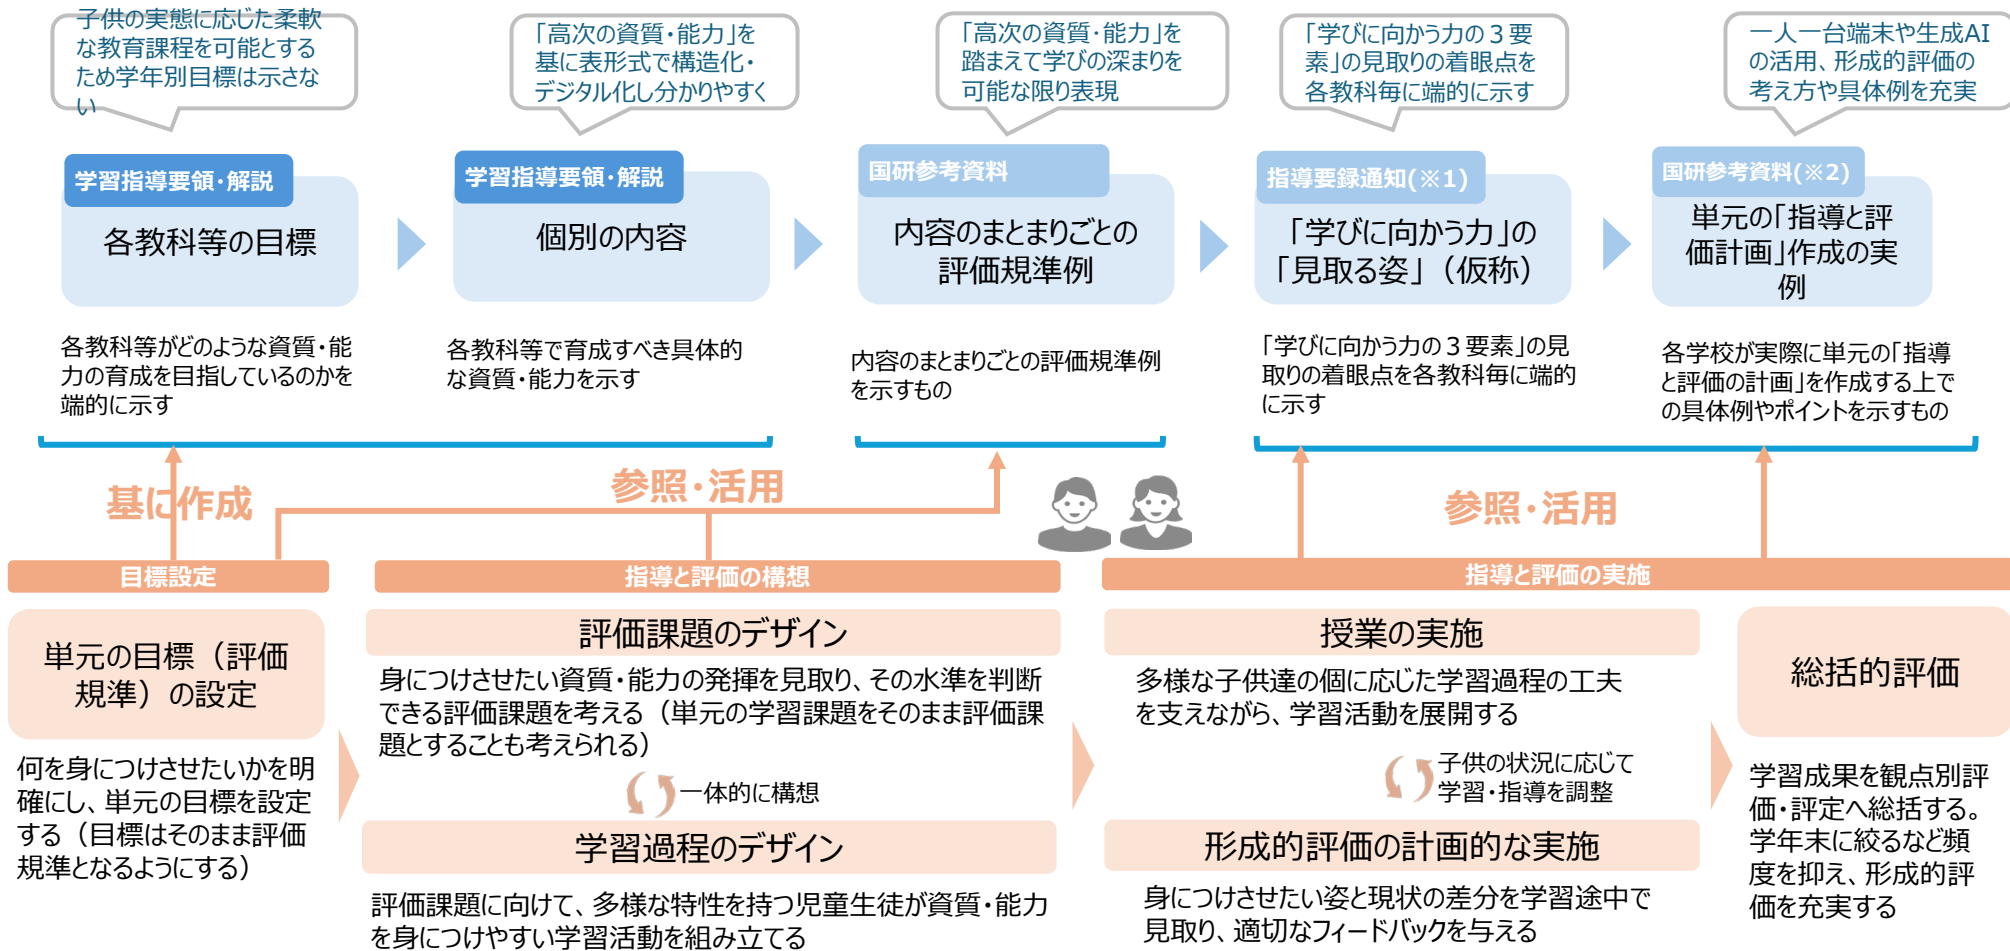 子供の実態に応じた柔軟
な教育課程を可能とする
ため学年別目標は示さな
い
「高次の資質・能力」を
基に表形式で構造化・
デジタル化し分かりやすく
「高次の資質・能力」を
踏まえて学びの深まりを
可能な限り表現
「学びに向かう力の３要
素」の見取りの着眼点を
各教科毎に端的に示す
一人一台端末や生成AI
の活用、形成的評価の
考え方や具体例を充実
学習指導要領・解説
各教科等の目標
学習指導要領・解説
個別の内容
国研参考資料
内容のまとまりごとの
評価規準例
指導要録通知(※1)
「学びに向かう力」の
「見取る姿」（仮称）
国研参考資料(※2)
単元の「指導と評
価計画」作成の実
例
各教科等がどのような資質・能
力の育成を目指しているのかを
端的に示す
各教科等で育成すべき具体的
な資質・能力を示す
内容のまとまりごとの評価規準例
を示すもの
「学びに向かう力の３要素」の見
取りの着眼点を各教科毎に端的
に示す
各学校が実際に単元の「指導
と評価の計画」を作成する上で
の具体例やポイントを示すもの
基に作成
参照・活用
参照・活用
目標設定
指導と評価の構想
指導と評価の実施
単元の目標（評価
規準）の設定
何を身につけさせたいかを明
確にし、単元の目標を設定
する（目標はそのまま評価
規準となるようにする）
評価課題のデザイン
身につけさせたい資質・能力の発揮を見取り、その水準を判断
できる評価課題を考える（単元の学習課題をそのまま評価課
題とすることも考えられる）
一体的に構想
学習過程のデザイン
評価課題に向けて、多様な特性を持つ児童生徒が資質・能力
を身につけやすい学習活動を組み立てる
授業の実施
多様な子供達の個に応じた学習過程の工夫
を支えながら、学習活動を展開する
子供の状況に応じて
学習・指導を調整
形成的評価の計画的な実施
身につけさせたい姿と現状の差分を学習途中で
見取り、適切なフィードバックを与える
総括的評価
学習成果を観点別評
価・評定へ総括する。
学年末に絞るなど頻
度を抑え、形成的評
価を充実する